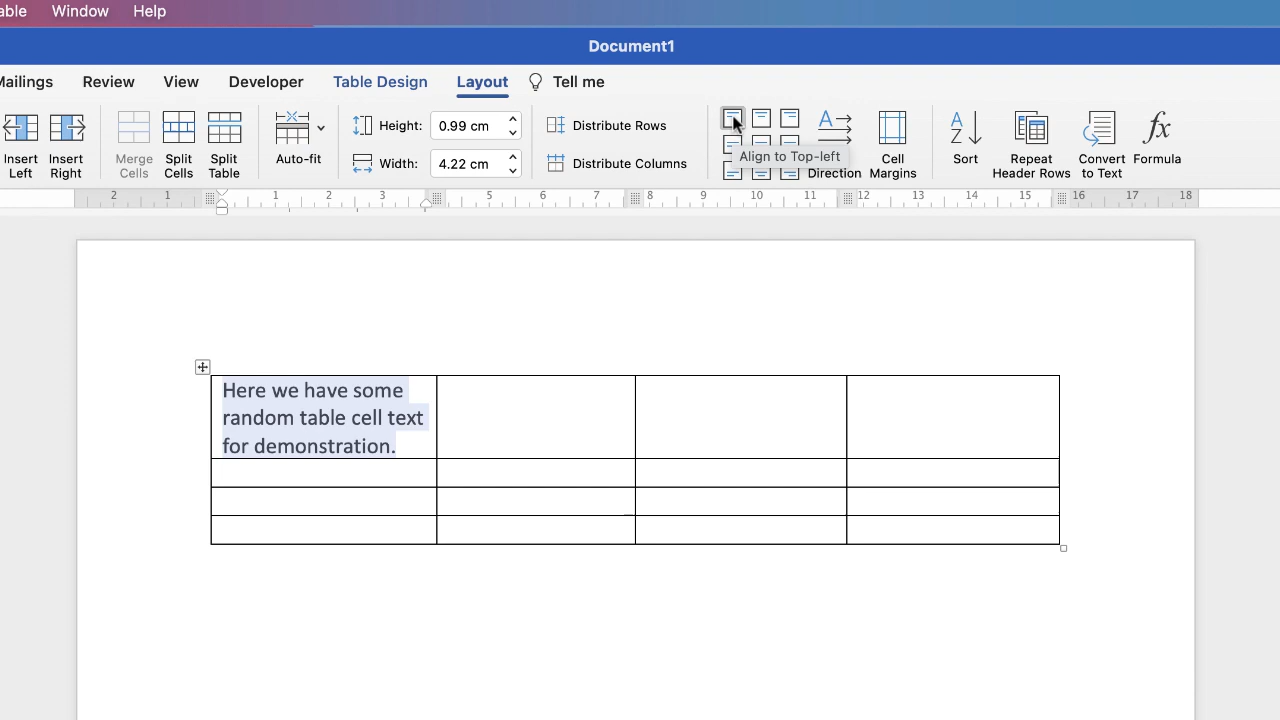 able Window Help
Document1
Mailings Review View Developer Table Design Layout Tell me
Insert Left
Insert Right
Merge Cells
Split Cells
Split Table
Auto-fit
Height: 0.99 cm
Width: 4.22 cm
Distribute Rows
Distribute Columns
Align to Top-left
Direction
Cell Margins
Sort
Repeat Header Rows
Convert to Text
Formula
2 1 1 2 3 5 6 7 8 9 10 11 12 13 14 15 16 17 18
Here we have some
random table cell text
for demonstration.